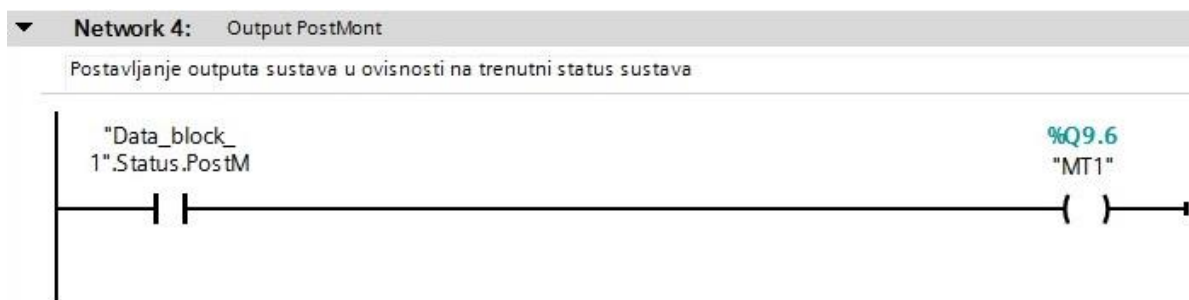 Network 4: Output PostMont
Postavljanje outputa sustava u ovisnosti na trenutni status sustava
"Data_block_
1".Status.PostM
%Q9.6
"MT1"